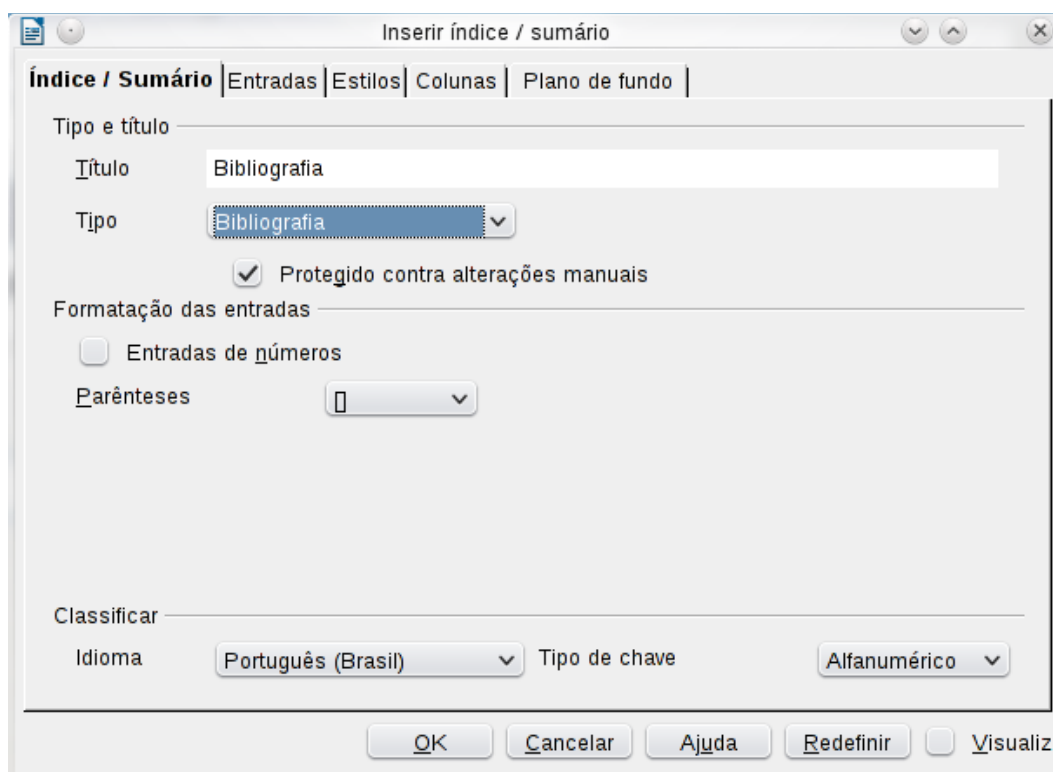 Inserir índice / sumário
Índice / Sumário Entradas Estilos Colunas Plano de fundo
Tipo e título
Título Bibliografia
Tipo Bibliografia
Protegido contra alterações manuais
Formatação das entradas
Entradas de números
Parênteses []
Classificar
Idioma Português (Brasil) Tipo de chave Alfanumérico
OK Cancelar Ajuda Redefinir Visualiz